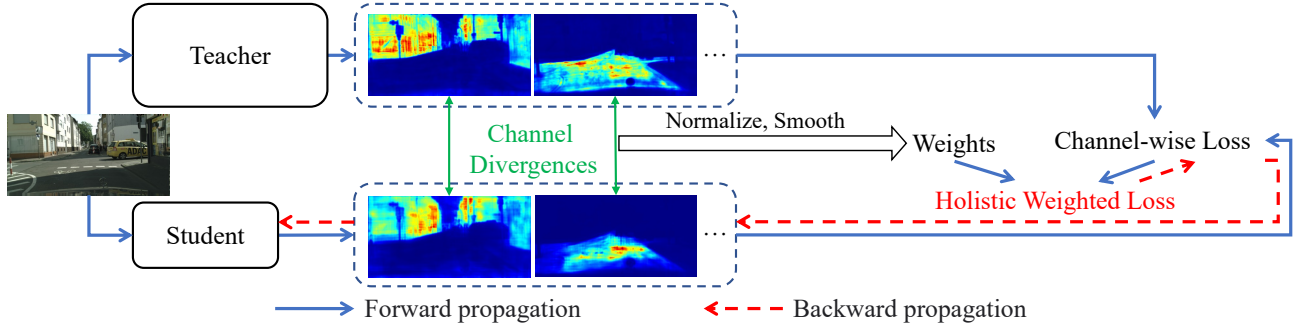 Teacher
...
Channel
Divergences
Normalize, Smooth
Weights
Channel-wise Loss
Holistic Weighted Loss
Student
...
Forward propagation
Backward propagation